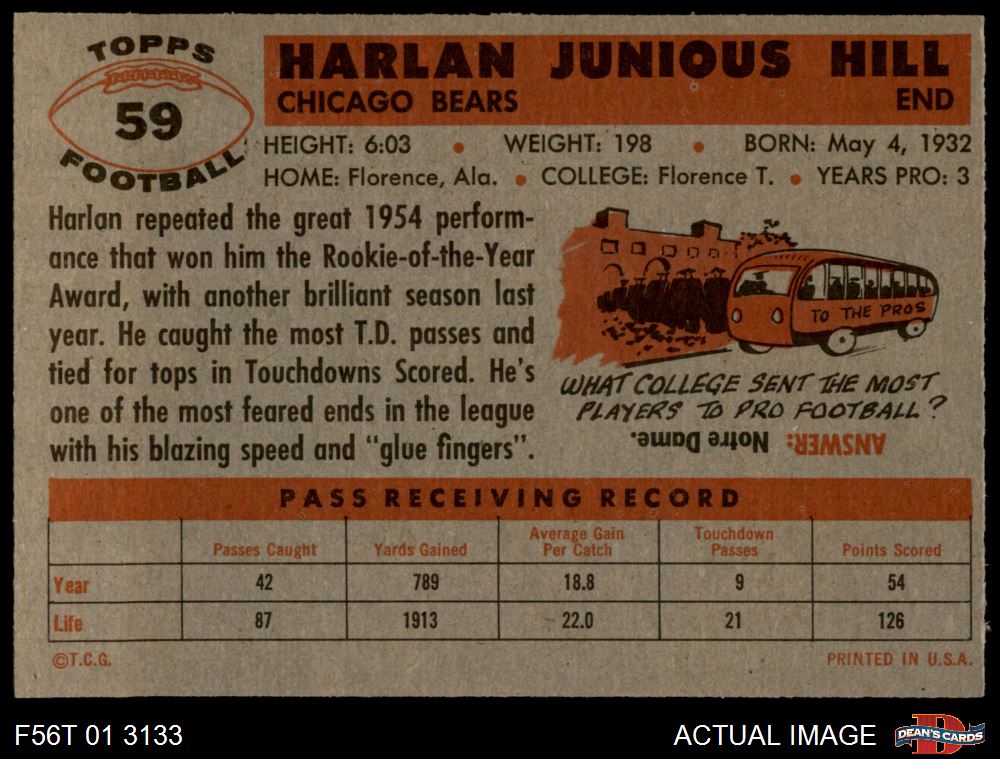 TOPPS
59
FOOTBALL
HARLAN JUNIOUS HILL
CHICAGO BEARS END
HEIGHT: 6:03 • WEIGHT: 198 • BORN: May 4, 1932
HOME: Florence, Ala. • COLLEGE: Florence T. • YEARS PRO: 3
Harlan repeated the great 1954 perform-
ance that won him the Rookie-of-the-Year
Award, with another brilliant season last
year. He caught the most T.D. passes and
tied for tops in Touchdowns Scored. He's
one of the most feared ends in the league
with his blazing speed and "glue fingers".
TO THE PROS
WHAT COLLEGE SENT THE MOST
PLAYERS TO PRO FOOTBALL?
ANSWER: Notre Dame.
PASS RECEIVING RECORD
Passes Caught Yards Gained Average Gain Per Catch Touchdown Passes Points Scored
Year 42 789 18.8 9 54
Life 87 1913 22.0 21 126
©T.C.G. PRINTED IN U.S.A.
F56T 01 3133 ACTUAL IMAGE DEAN'S CARDS